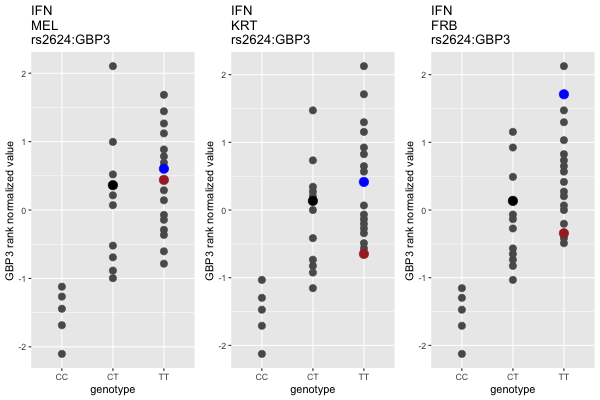 IFN
MEL
rs2624:GBP3
GBP3 rank normalized value
2
1
0
-1
-2
CC CT TT
genotype
IFN
KRT
rs2624:GBP3
GBP3 rank normalized value
2
1
0
-1
-2
CC CT TT
genotype
IFN
FRB
rs2624:GBP3
GBP3 rank normalized value
2
1
0
-1
-2
CC CT TT
genotype